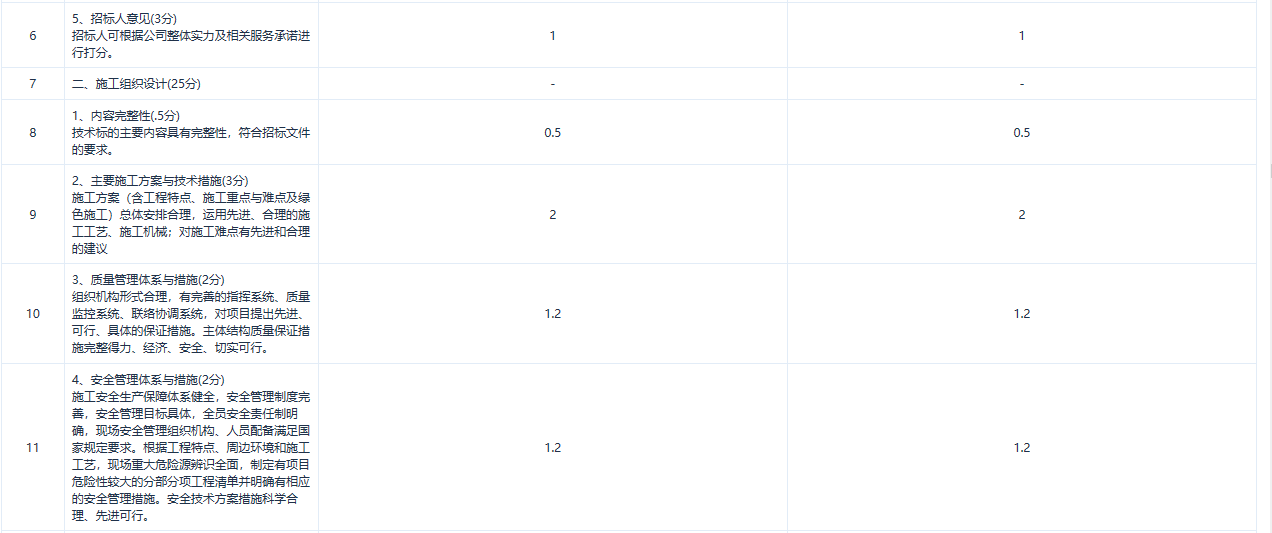 6
5、招标人意见(3分)
招标人可根据公司整体实力及相关服务承诺进
行打分。
1
1
7
二、施工组织设计(25分)
-
-
8
1、内容完整性(.5分)
技术标的主要内容具有完整性，符合招标文件
的要求。
0.5
0.5
9
2、主要施工方案与技术措施(3分)
施工方案（含工程特点、施工重点与难点及绿
色施工）总体安排合理，运用先进、合理的施
工工艺、施工机械；对施工难点有先进和合理
的建议
2
2
10
3、质量管理体系与措施(2分)
组织机构形式合理，有完善的指挥系统、质量
监控系统、联络协调系统，对项目提出先进、
可行、具体的保证措施。主体结构质量保证措
施完整得力、经济、安全、切实可行。
1.2
1.2
11
4、安全管理体系与措施(2分)
施工安全生产保障体系健全，安全管理制度完
善，安全管理目标具体，全员安全责任制明
确，现场安全管理组织机构、人员配备满足国
家规定要求。根据工程特点、周边环境和施工
工艺，现场重大危险源辨识全面，制定有项目
危险性较大的分部分项工程清单并明确有相应
的安全管理措施。安全技术方案措施科学合
理、先进可行。
1.2
1.2